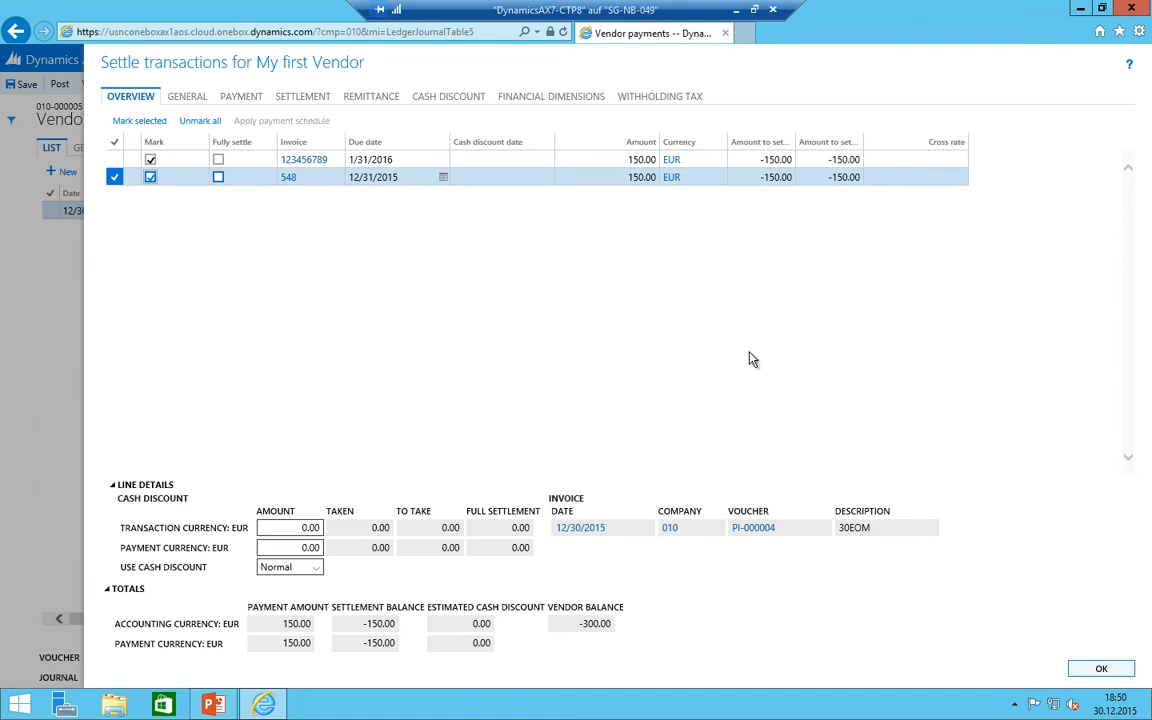 "DynamicsAX7-CTP8" auf "SG-NB-049"
https://usnconeboxax1aos.cloud.onebox.dynamics.com/?cmp=010&mi=LedgerJournalTable5
Vendor payments -- Dyna...
Dynamics
Save Post
010-000005
Vendo
LIST GE
New
Date
12/30
VOUCHER
JOURNAL
Settle transactions for My first Vendor
?
OVERVIEW GENERAL PAYMENT SETTLEMENT REMITTANCE CASH DISCOUNT FINANCIAL DIMENSIONS WITHHOLDING TAX
Mark selected Unmark all Apply payment schedule
Mark Fully settle Invoice Due date Cash discount date Amount Currency Amount to set... Amount to set... Cross rate
123456789 1/31/2016 150.00 EUR -150.00 -150.00
548 12/31/2015 150.00 EUR -150.00 -150.00
LINE DETAILS
CASH DISCOUNT INVOICE
AMOUNT TAKEN TO TAKE FULL SETTLEMENT DATE COMPANY VOUCHER DESCRIPTION
TRANSACTION CURRENCY: EUR 0.00 0.00 0.00 0.00 12/30/2015 010 PI-000004 30EOM
PAYMENT CURRENCY: EUR 0.00 0.00 0.00 0.00
USE CASH DISCOUNT Normal
TOTALS
PAYMENT AMOUNT SETTLEMENT BALANCE ESTIMATED CASH DISCOUNT VENDOR BALANCE
ACCOUNTING CURRENCY: EUR 150.00 -150.00 0.00 -300.00
PAYMENT CURRENCY: EUR 150.00 -150.00 0.00
OK
18:50
30.12.2015